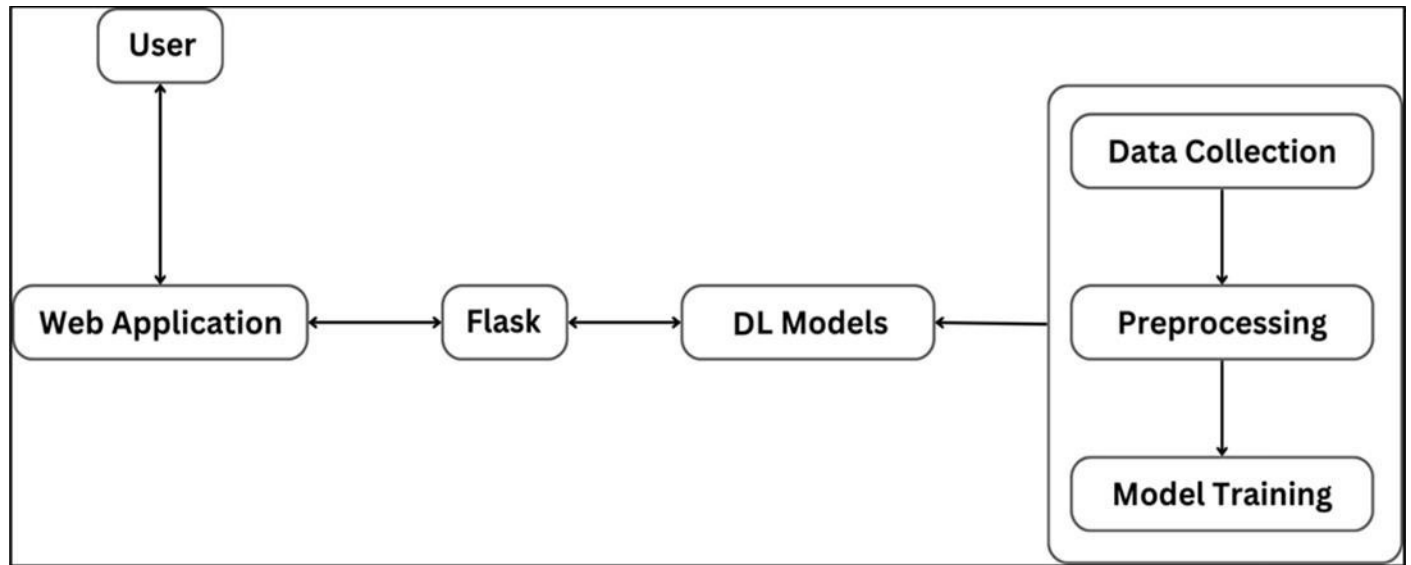 User
Data Collection
Web Application
Flask
DL Models
Preprocessing
Model Training